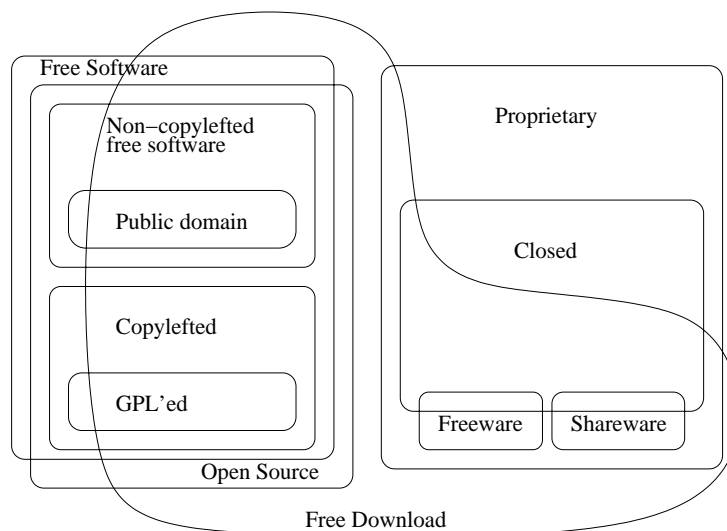 Free Software
Non−copylefted
free software
Public domain
Copylefted
GPL'ed
Open Source
Proprietary
Closed
Freeware
Shareware
Free Download